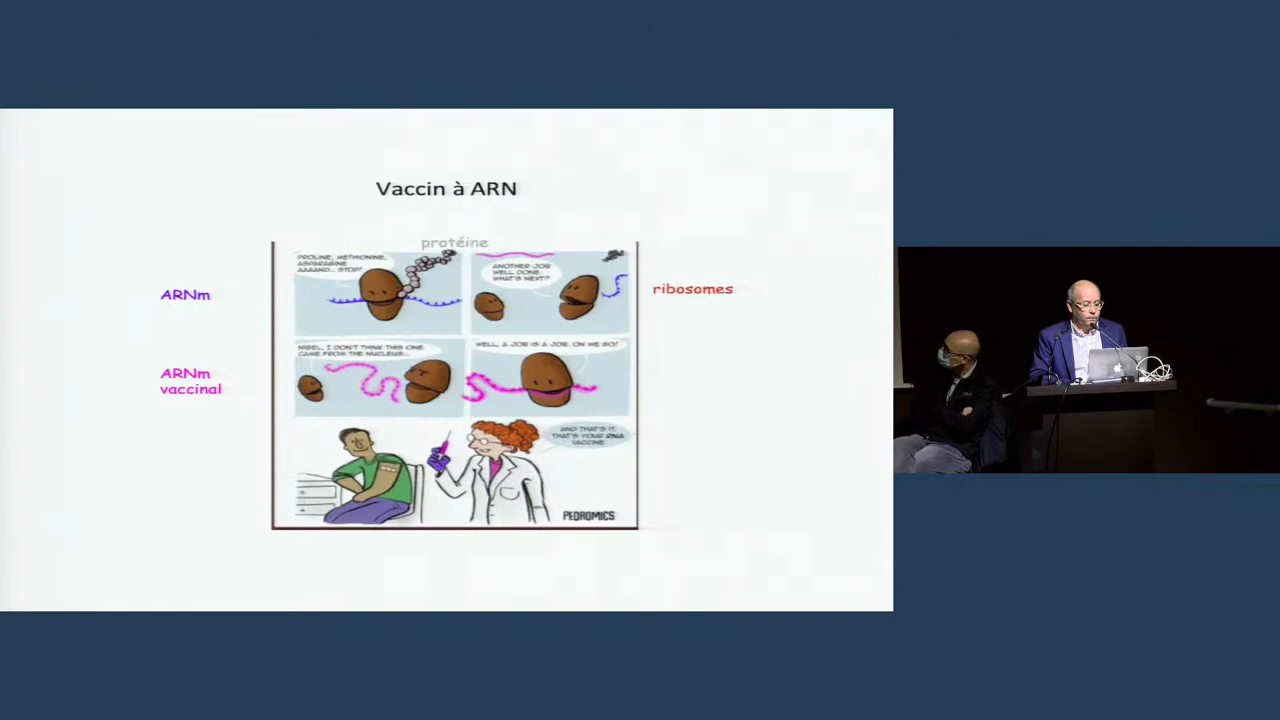 Vaccin à ARN
protéine
PROLINE, METHIONINE,
ASPARAGINE
AAAAND... STOP!
ANOTHER JOB
WELL DONE.
WHAT'S NEXT?
ARNm
ribosomes
NIGEL, I DON'T THINK THIS ONE
CAME FROM THE NUCLEUS...
WELL, A JOB IS A JOB. ON WE GO!
ARNm
vaccinal
AND THAT'S IT,
THAT'S YOUR RNA
VACCINE
PEDROMICS